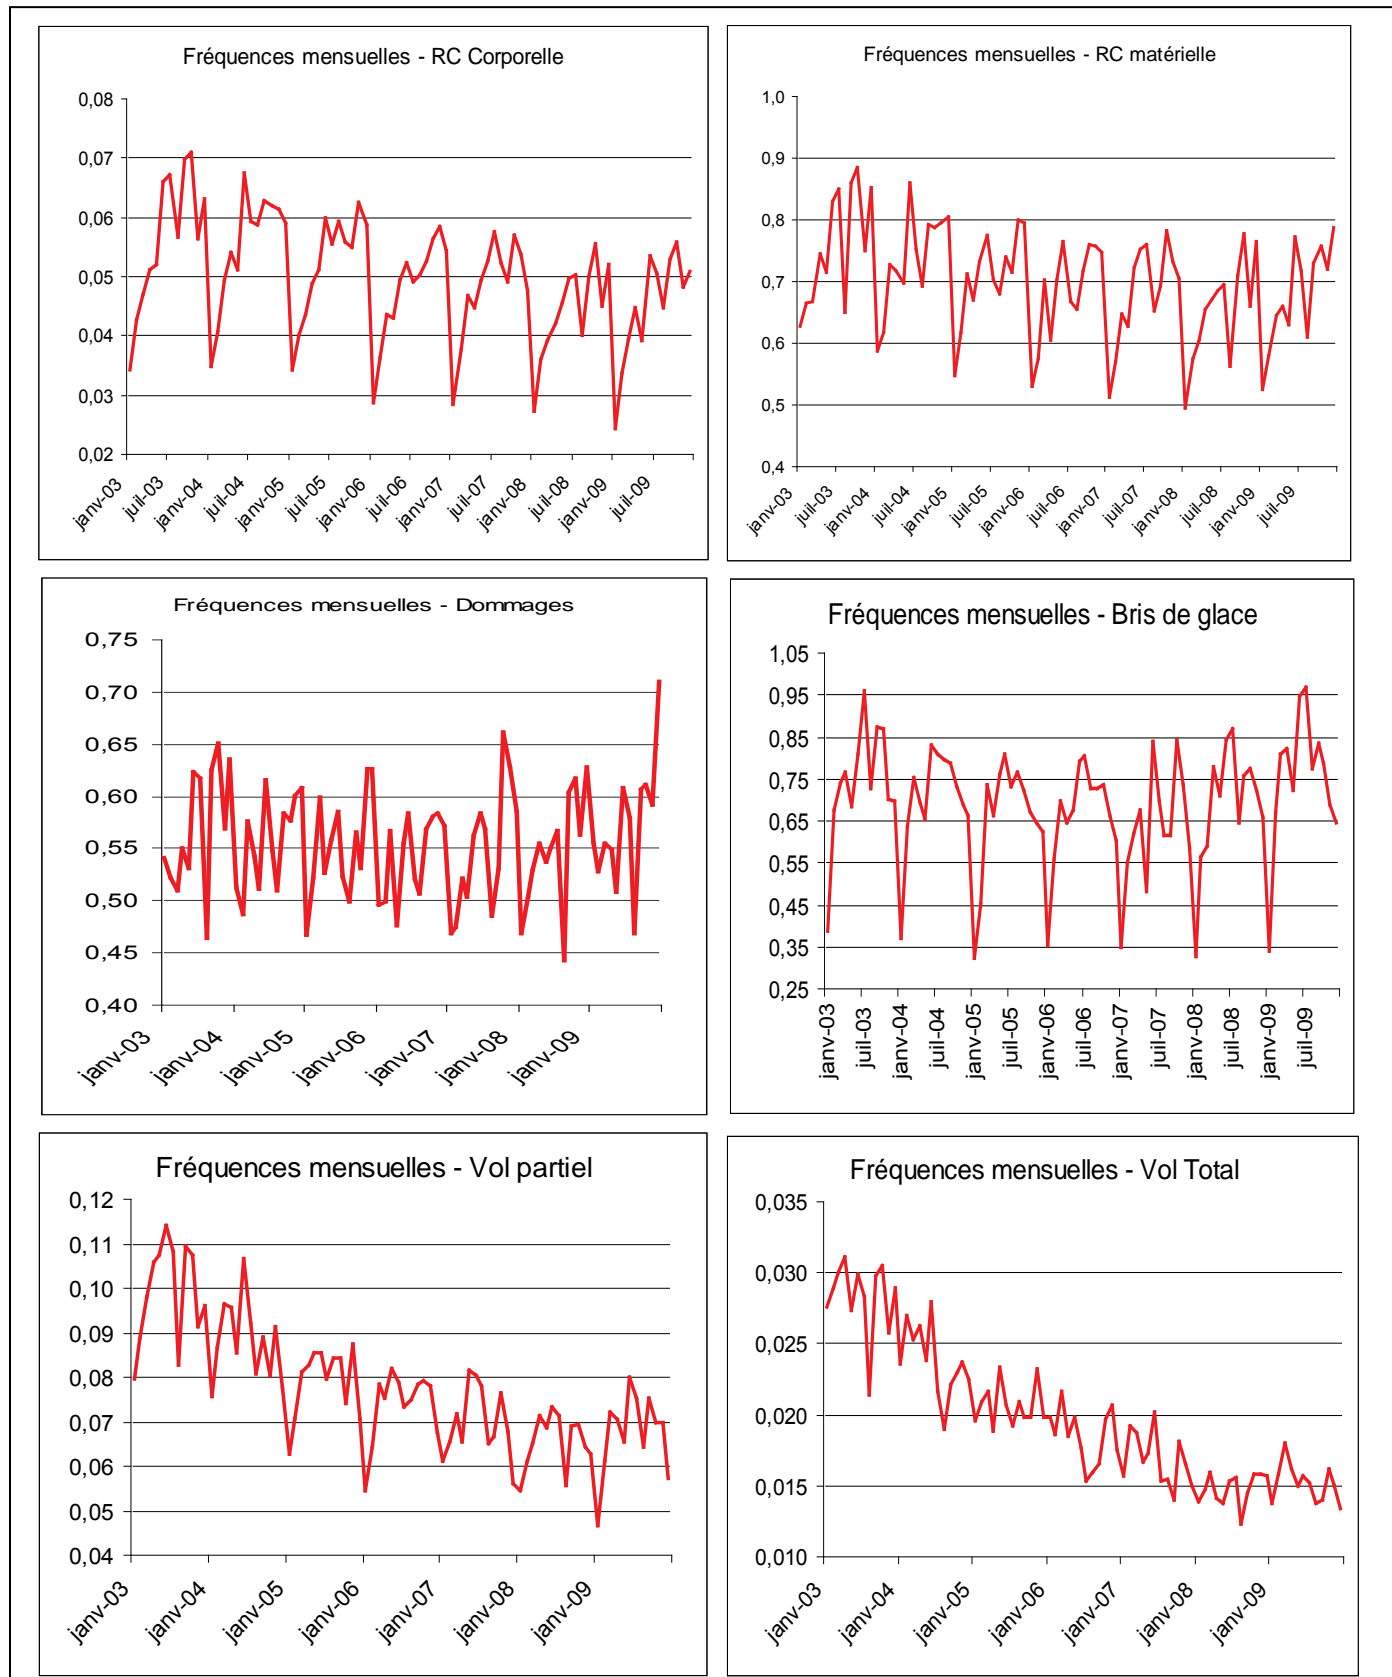 Fréquences mensuelles - RC Corporelle
0,08
0,07
0,06
0,05
0,04
0,03
0,02
janv-03
juil-03
janv-04
juil-04
janv-05
juil-05
janv-06
juil-06
janv-07
juil-07
janv-08
juil-08
janv-09
juil-09
Fréquences mensuelles - RC matérielle
1,0
0,9
0,8
0,7
0,6
0,5
0,4
janv-03
juil-03
janv-04
juil-04
janv-05
juil-05
janv-06
juil-06
janv-07
juil-07
janv-08
juil-08
janv-09
juil-09
Fréquences mensuelles - Dommages
0,75
0,70
0,65
0,60
0,55
0,50
0,45
0,40
janv-03
janv-04
janv-05
janv-06
janv-07
janv-08
janv-09
Fréquences mensuelles - Bris de glace
1,05
0,95
0,85
0,75
0,65
0,55
0,45
0,35
0,25
janv-03
juil-03
janv-04
juil-04
janv-05
juil-05
janv-06
juil-06
janv-07
juil-07
janv-08
juil-08
janv-09
juil-09
Fréquences mensuelles - Vol partiel
0,12
0,11
0,10
0,09
0,08
0,07
0,06
0,05
0,04
janv-03
janv-04
janv-05
janv-06
janv-07
janv-08
janv-09
Fréquences mensuelles - Vol Total
0,035
0,030
0,025
0,020
0,015
0,010
janv-03
janv-04
janv-05
janv-06
janv-07
janv-08
janv-09